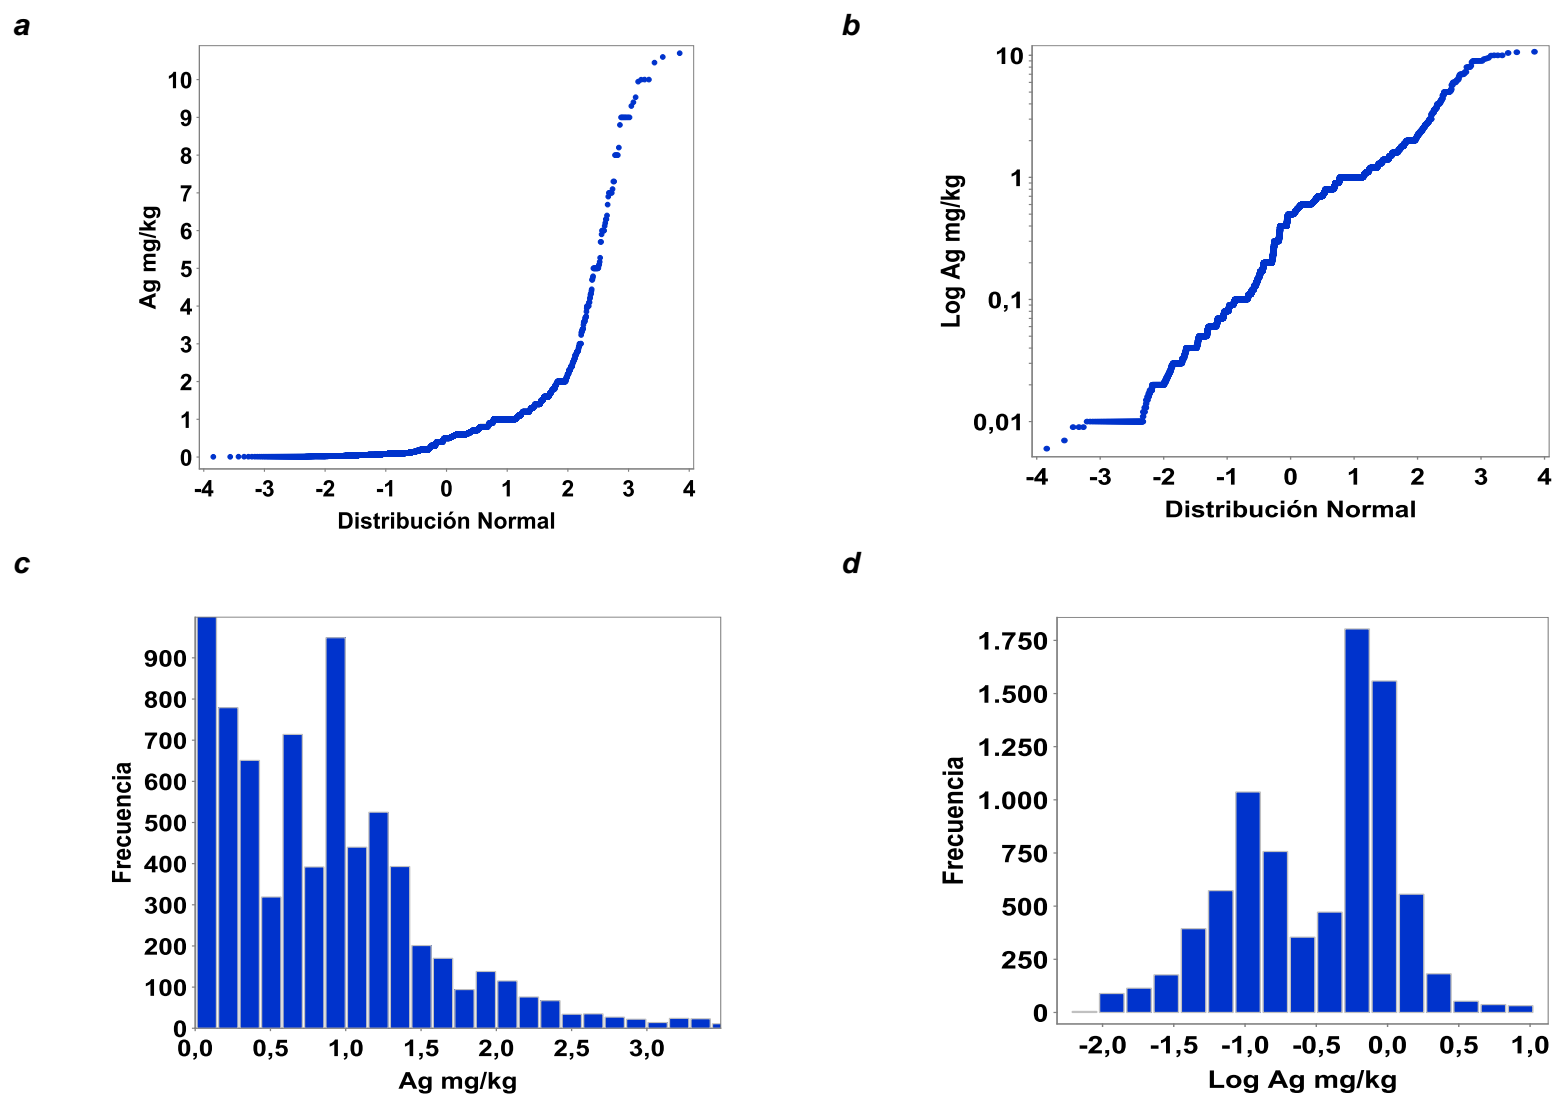 a
10
9
8
7
6
5
4
3
2
1
0
Ag mg/kg
-4 -3 -2 -1 0 1 2 3 4
Distribución Normal
b
10
1
0,1
0,01
Log Ag mg/kg
-4 -3 -2 -1 0 1 2 3 4
Distribución Normal
c
900
800
700
600
500
400
300
200
100
0
Frecuencia
0,0 0,5 1,0 1,5 2,0 2,5 3,0
Ag mg/kg
d
1.750
1.500
1.250
1.000
750
500
250
0
Frecuencia
-2,0 -1,5 -1,0 -0,5 0,0 0,5 1,0
Log Ag mg/kg